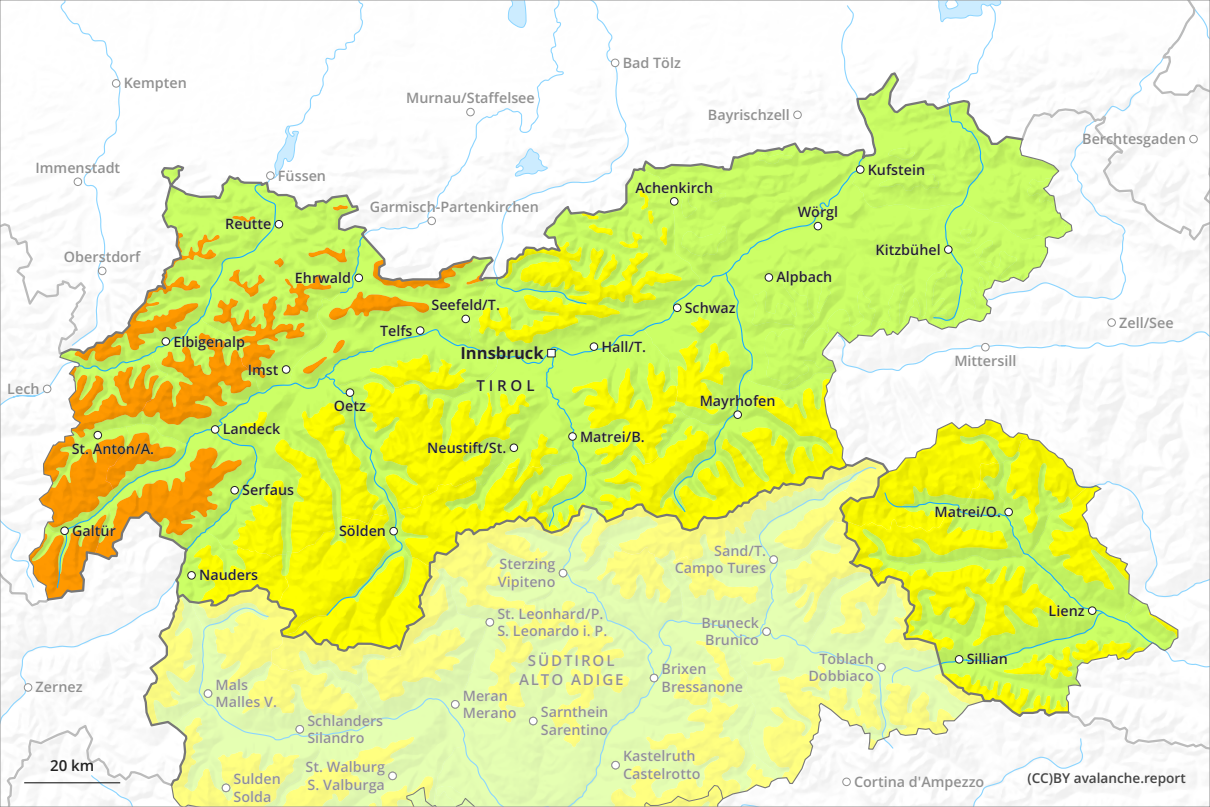 Kempten
Bad Tölz
Murnau/Staffelsee
Bayrischzell
Berchtesgaden
Immenstadt
Füssen
Kufstein
Achenkirch
Garmisch-Partenkirchen
Wörgl
Reutte
Kitzbühel
Oberstdorf
Ehrwald
Alpbach
Seefeld/T.
Schwaz
Zell/See
Telfs
Elbigenalp
Innsbruck
Hall/T.
Mittersill
Imst
TIROL
Lech
Oetz
Mayrhofen
Landeck
Matrei/B.
St. Anton/A.
Neustift/St.
Serfaus
Matrei/O.
Galtür
Sölden
Sterzing
Vipiteno
Sand/T.
Campo Tures
Nauders
St. Leonhard/P.
S. Leonardo i. P.
Lienz
Bruneck
Brunico
SÜDTIROL
ALTO ADIGE
Toblach
Dobbiaco
Sillian
Zernez
Mals
Malles V.
Brixen
Bressanone
Meran
Merano
Sarnthein
Sarentino
Schlanders
Silandro
Kastelruth
Castelrotto
St. Walburg
S. Valburga
20 km
Sulden
Solda
Cortina d'Ampezzo
(CC)BY avalanche.report